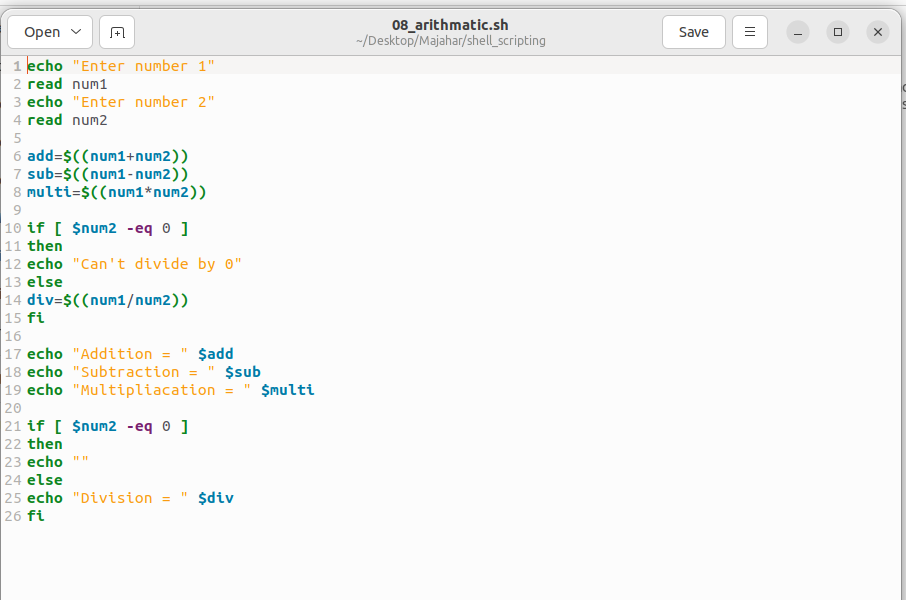 Open
08_arithmatic.sh
~/Desktop/Majahar/shell_scripting
Save
1 echo "Enter number 1"
2 read num1
3 echo "Enter number 2"
4 read num2
5
6 add=$((num1+num2))
7 sub=$((num1-num2))
8 multi=$((num1*num2))
9
10 if [ $num2 -eq 0 ]
11 then
12 echo "Can't divide by 0"
13 else
14 div=$((num1/num2))
15 fi
16
17 echo "Addition = " $add
18 echo "Subtraction = " $sub
19 echo "Multipliacation = " $multi
20
21 if [ $num2 -eq 0 ]
22 then
23 echo ""
24 else
25 echo "Division = " $div
26 fi